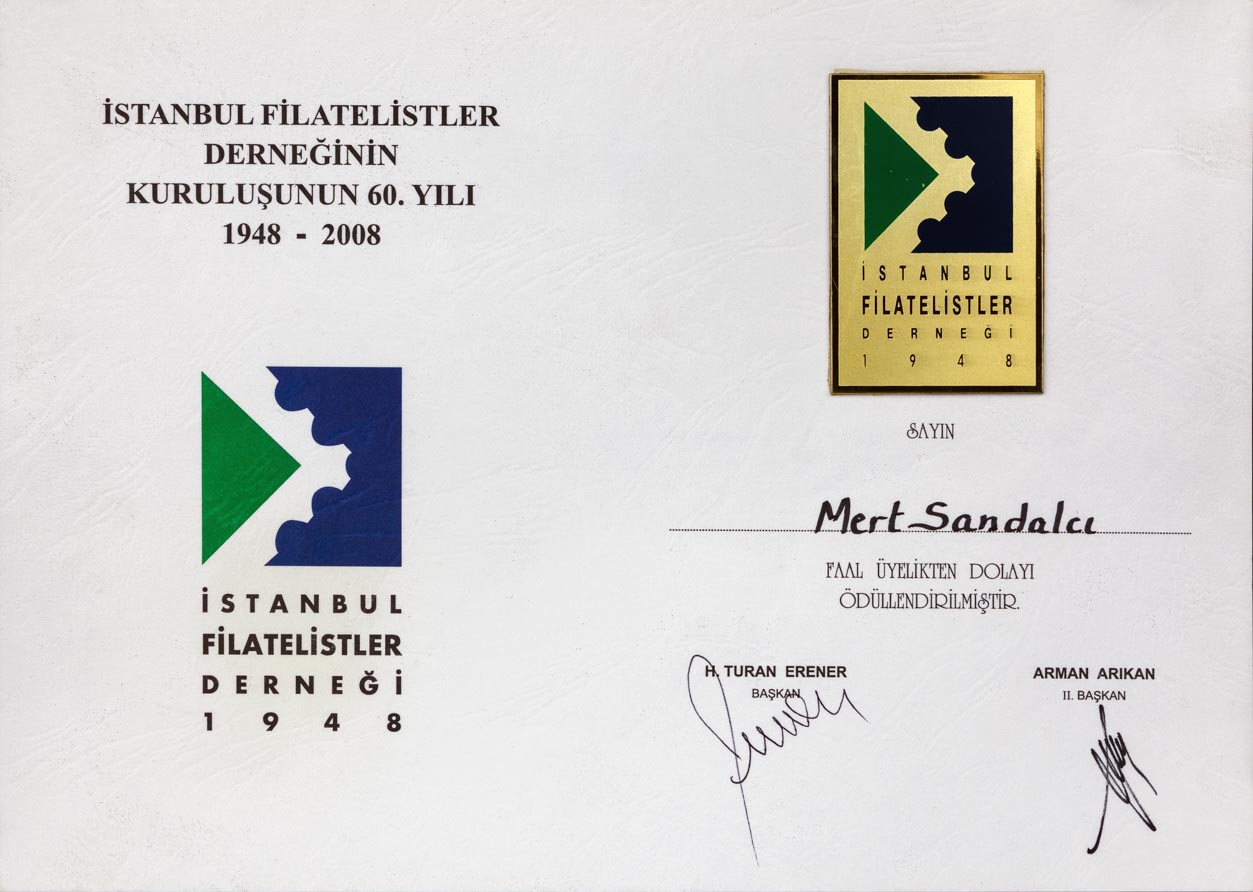 İSTANBUL FİLATELİSTLER
DERNEĞİNİN
KURULUŞUNUN 60. YILI
1948 - 2008
İSTANBUL
FİLATELİSTLER
DERNEĞİ
1948
İSTANBUL
FİLATELİSTLER
DERNEĞİ
1948
SAYIN
Mert Sandalcı
FAAL ÜYELİKTEN DOLAYI
ÖDÜLLENDİRİLMİŞTİR.
H. TURAN ERENER
BAŞKAN
ARMAN ARIKAN
II. BAŞKAN